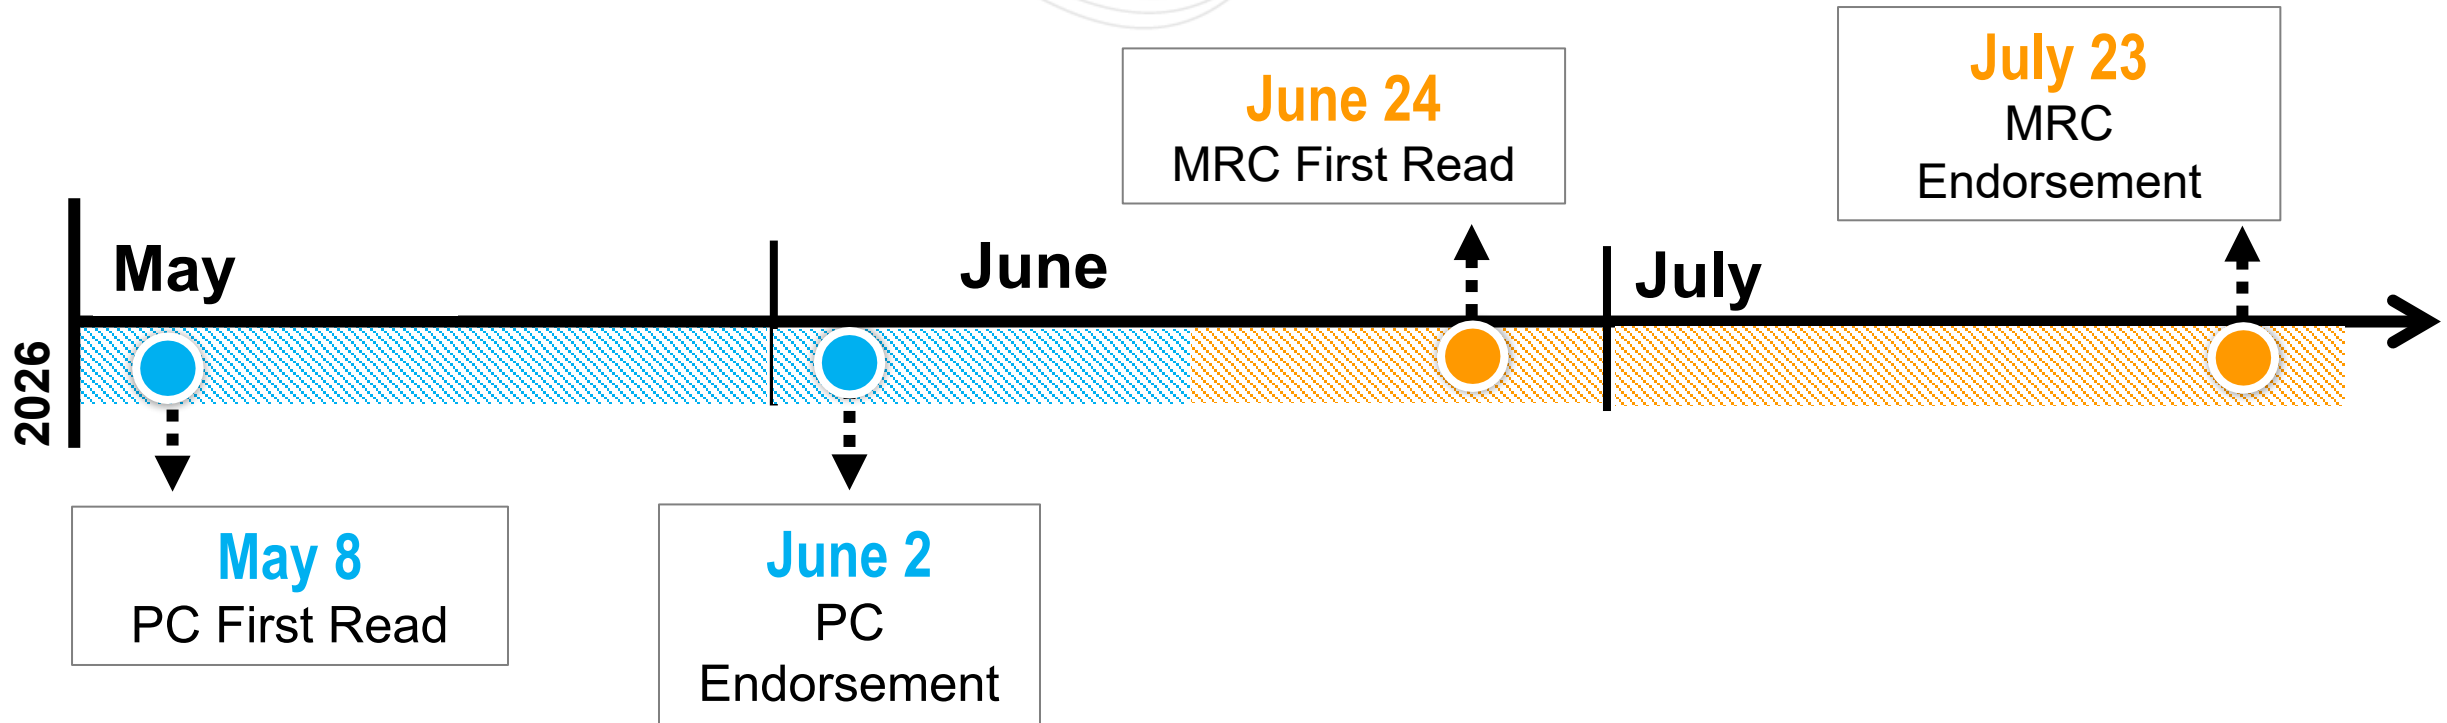 2026
May
June
July
May 8
PC First Read
June 2
PC
Endorsement
June 24
MRC First Read
July 23
MRC
Endorsement